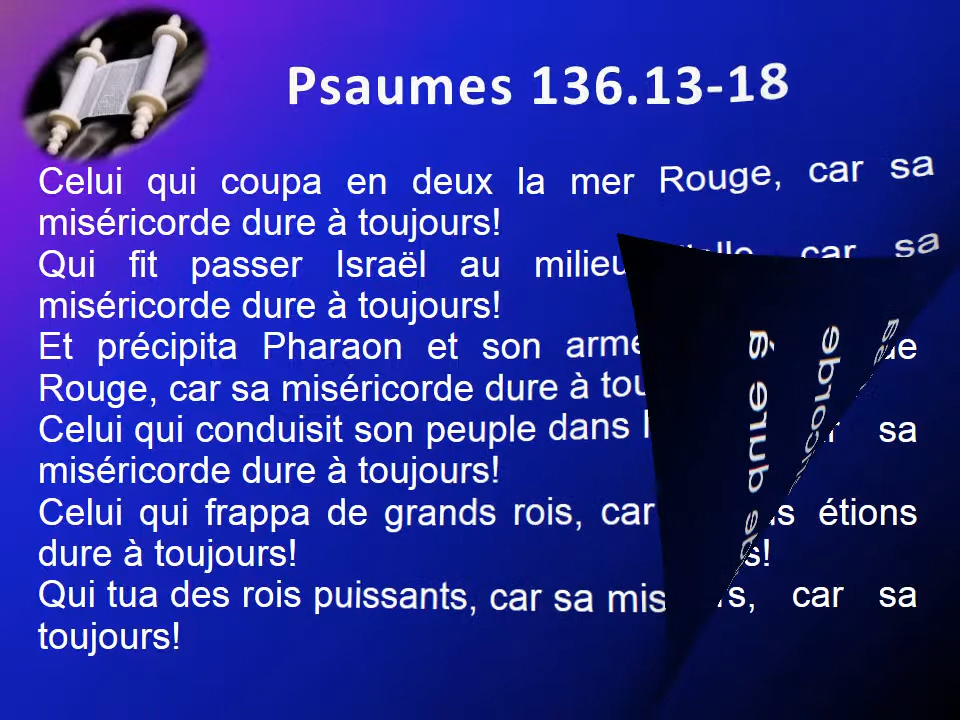 Psaumes 136.13-18
Celui qui coupa en deux la mer Rouge, car sa
miséricorde dure à toujours!
Qui fit passer Israël au milieu car sa
miséricorde dure à toujours!
Et précipita Pharaon et son
Rouge, car sa miséricorde dure à
Celui qui conduisit son peuple dans sa
miséricorde dure à toujours!
Celui qui frappa de grands rois, car étions
dure à toujours!
Qui tua des rois puissants, car sa car sa
toujours!